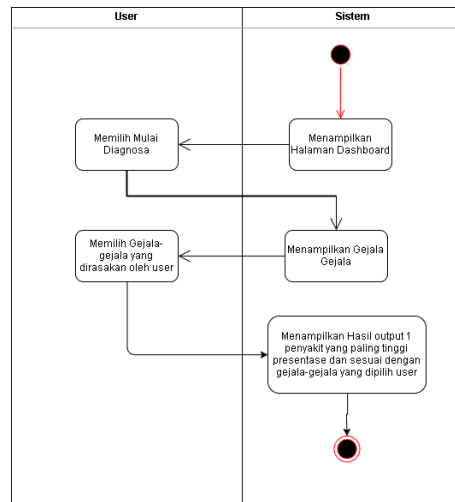 User
Sistem
Memilih Mulai
Diagnosa
Menampilkan
Halaman Dashboard
Memilih Gejala-
gejala yang
dirasakan oleh user
Menampilkan Gejala
Gejala
Menampilkan Hasil output 1
penyakit yang paling tinggi
presentase dan sesuai dengan
gejala-gejala yang dipilih user